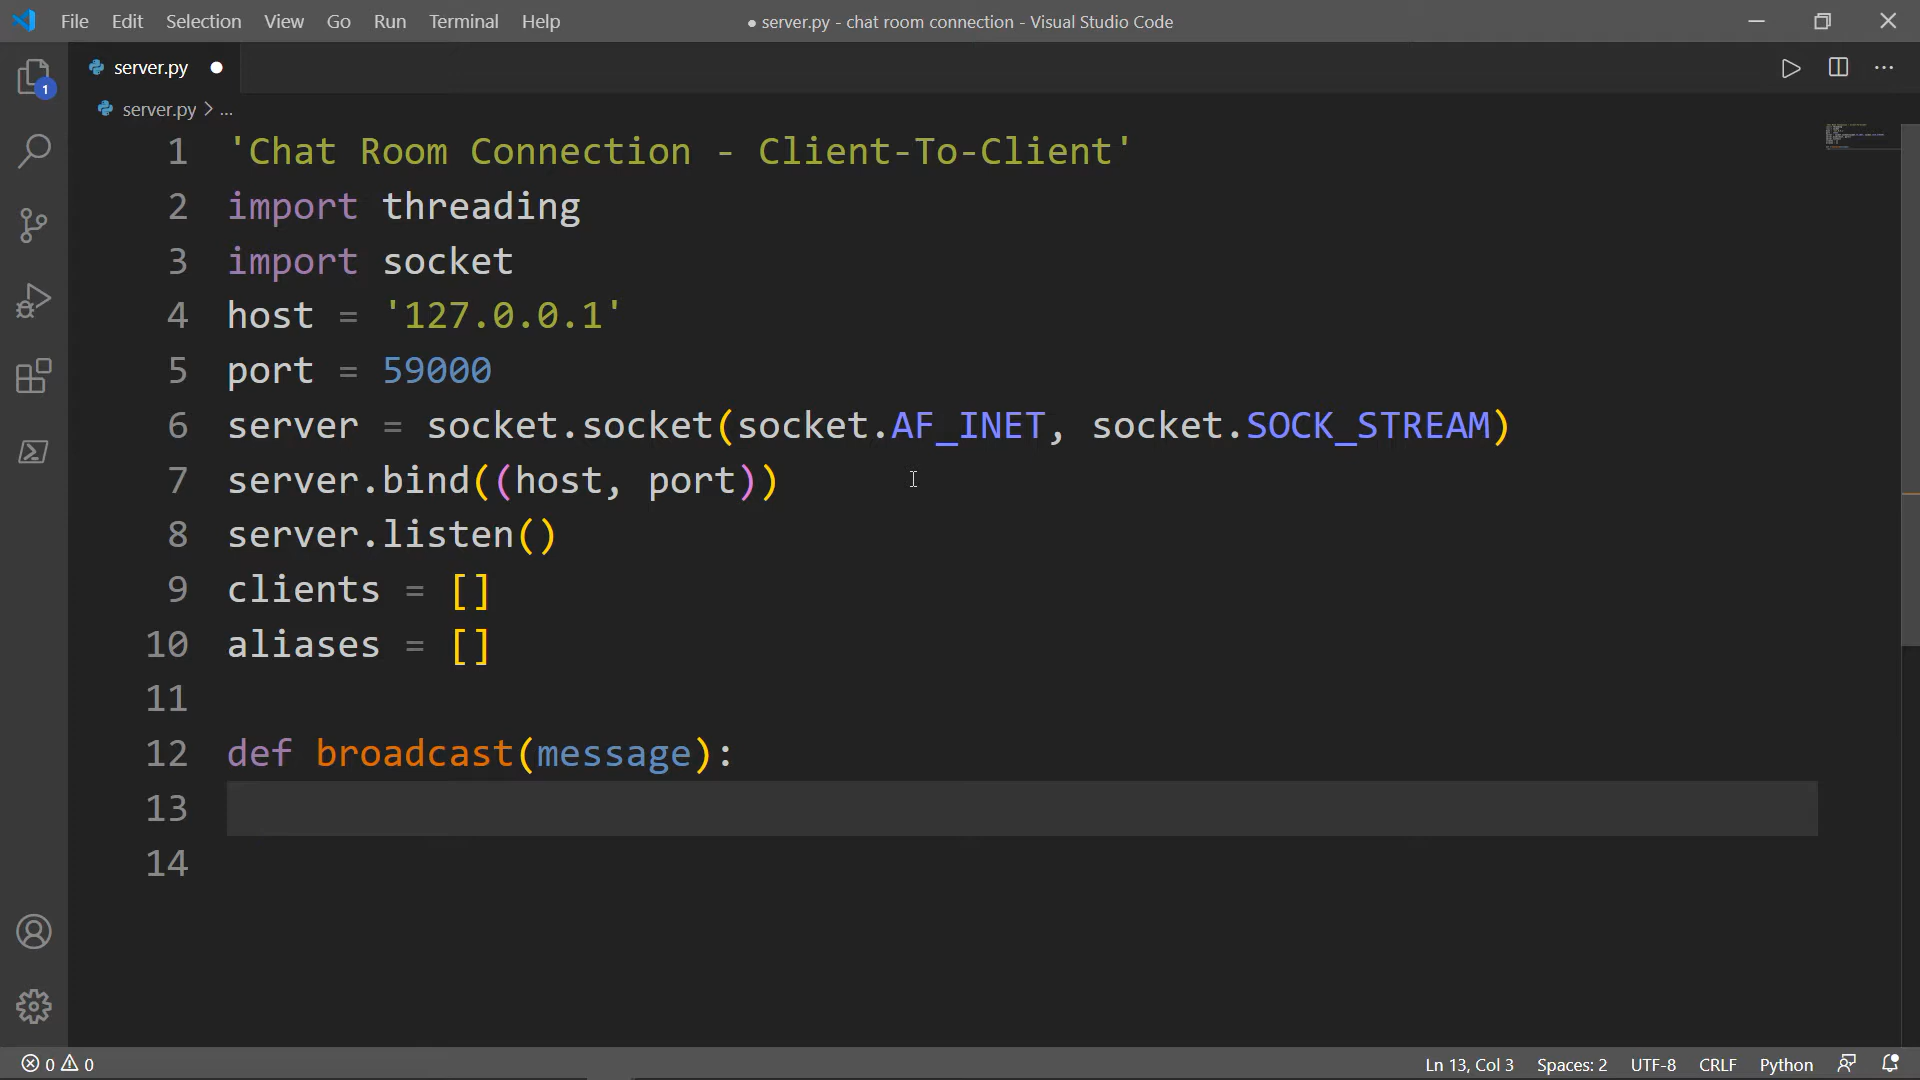 File Edit Selection View Go Run Terminal Help
● server.py - chat room connection - Visual Studio Code
server.py
server.py > ...
1
1 'Chat Room Connection - Client-To-Client'
2 import threading
3 import socket
4 host = '127.0.0.1'
5 port = 59000
6 server = socket.socket(socket.AF_INET, socket.SOCK_STREAM)
7 server.bind((host, port))
8 server.listen()
9 clients = []
10 aliases = []
11
12 def broadcast(message):
13
14
0 0
Ln 13, Col 3 Spaces: 2 UTF-8 CRLF Python